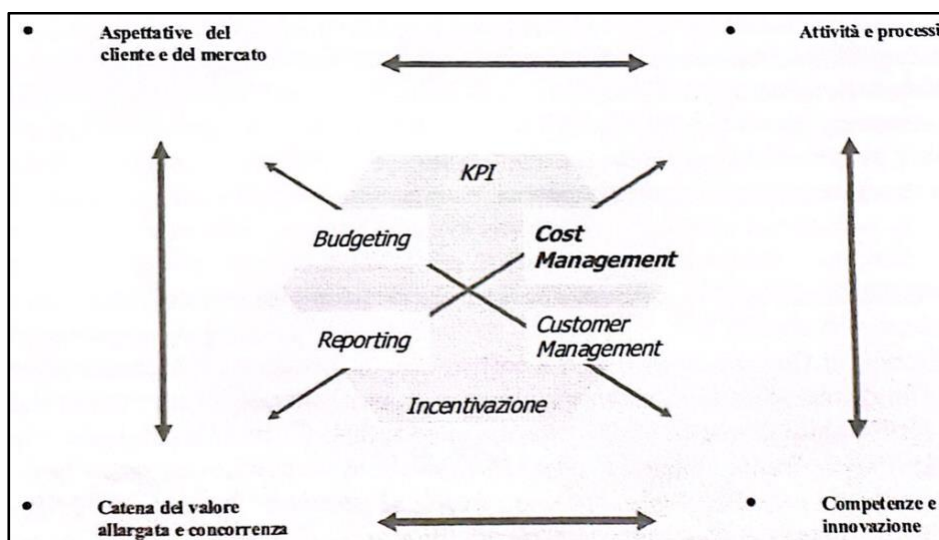 • Aspettative del
cliente e del mercato
• Attività e processi
KPI
Budgeting
Cost
Management
Reporting
Customer
Management
Incentivazione
• Catena del valore
allargata e concorrenza
• Competenze e
innovazione